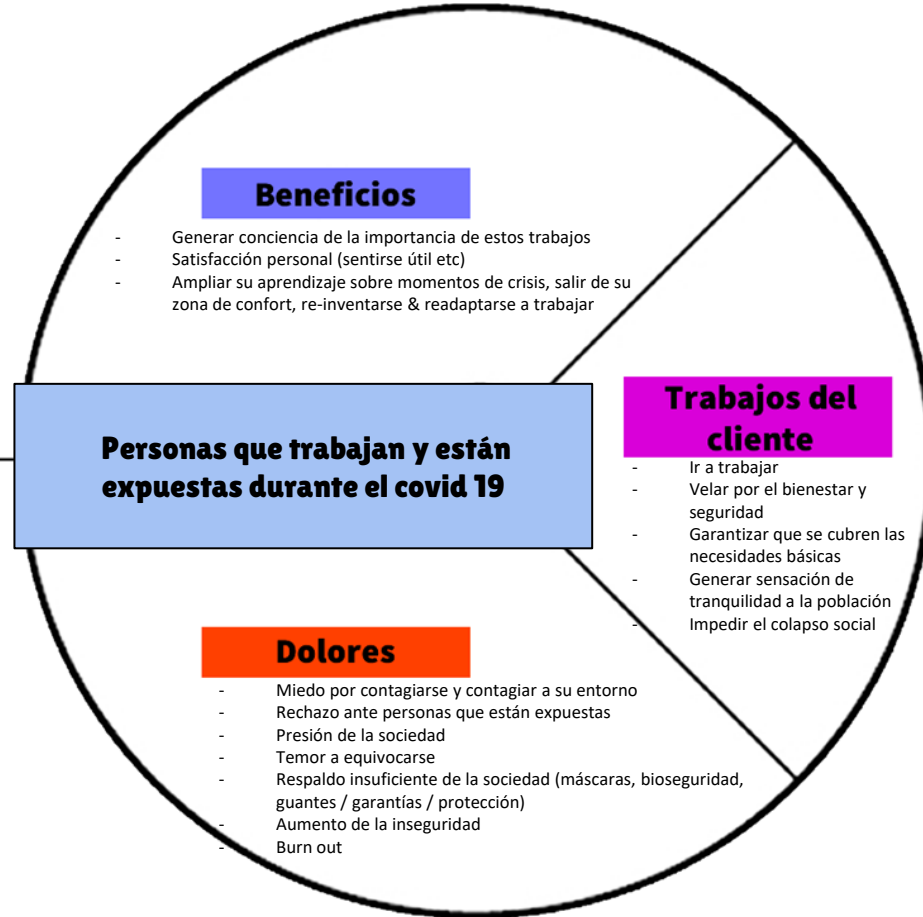 Beneficios
- Generar conciencia de la importancia de estos trabajos
- Satisfacción personal (sentirse útil etc)
- Ampliar su aprendizaje sobre momentos de crisis, salir de su
zona de confort, re-inventarse & readaptarse a trabajar
Personas que trabajan y están
expuestas durante el covid 19
Trabajos del
cliente
- Ir a trabajar
- Velar por el bienestar y
seguridad
- Garantizar que se cubren las
necesidades básicas
- Generar sensación de
tranquilidad a la población
- Impedir el colapso social
Dolores
- Miedo por contagiarse y contagiar a su entorno
- Rechazo ante personas que están expuestas
- Presión de la sociedad
- Temor a equivocarse
- Respaldo insuficiente de la sociedad (máscaras, bioseguridad,
guantes / garantías / protección)
- Aumento de la inseguridad
- Burn out